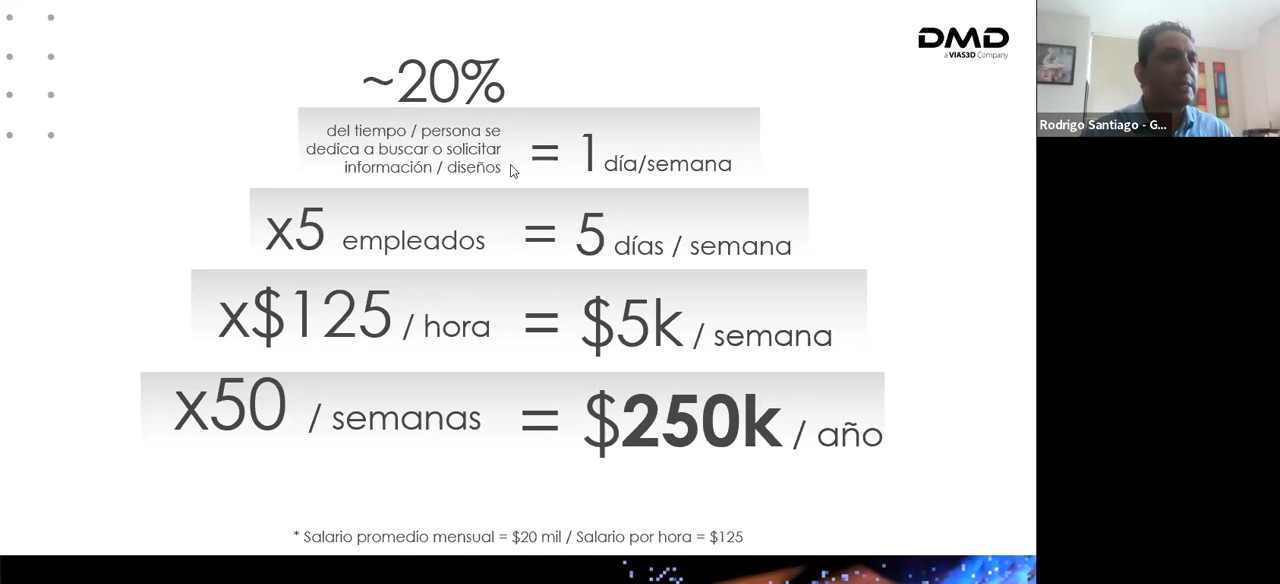 DMD
a VIAS3D Company
~20%
del tiempo / persona se
dedica a buscar o solicitar
información / diseños
= 1 día/semana
x5 empleados = 5 días / semana
x$125 / hora = $5k / semana
x50 / semanas = $250k / año
* Salario promedio mensual = $20 mil / Salario por hora = $125
Rodrigo Santiago - G...